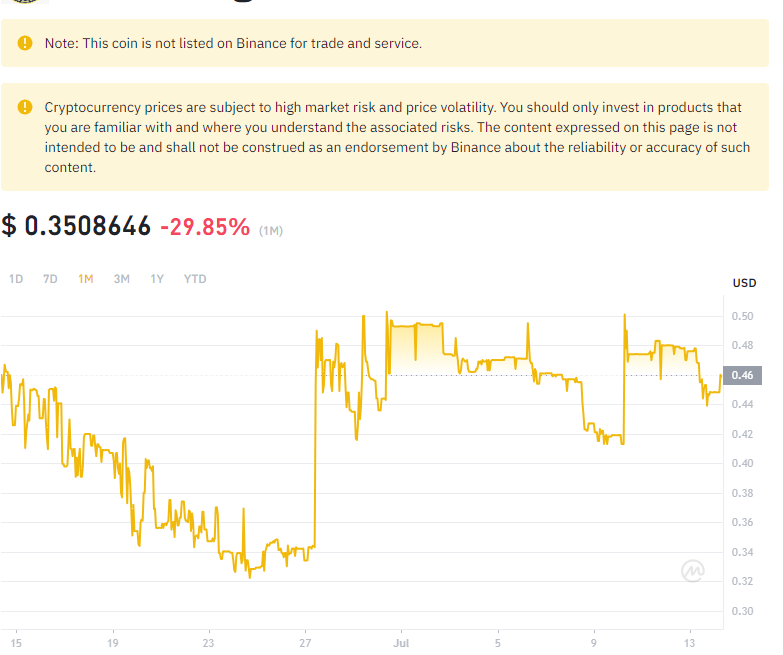 Note: This coin is not listed on Binance for trade and service.
Cryptocurrency prices are subject to high market risk and price volatility. You should only invest in products that
you are familiar with and where you understand the associated risks. The content expressed on this page is not
intended to be and shall not be construed as an endorsement by Binance about the reliability or accuracy of such
content.
$ 0.3508646 -29.85% (1M)
1D 7D 1M 3M 1Y YTD
USD
0.50
0.48
0.46
0.44
0.42
0.40
0.38
0.36
0.34
0.32
0.30
15 19 23 27 Jul 5 9 13